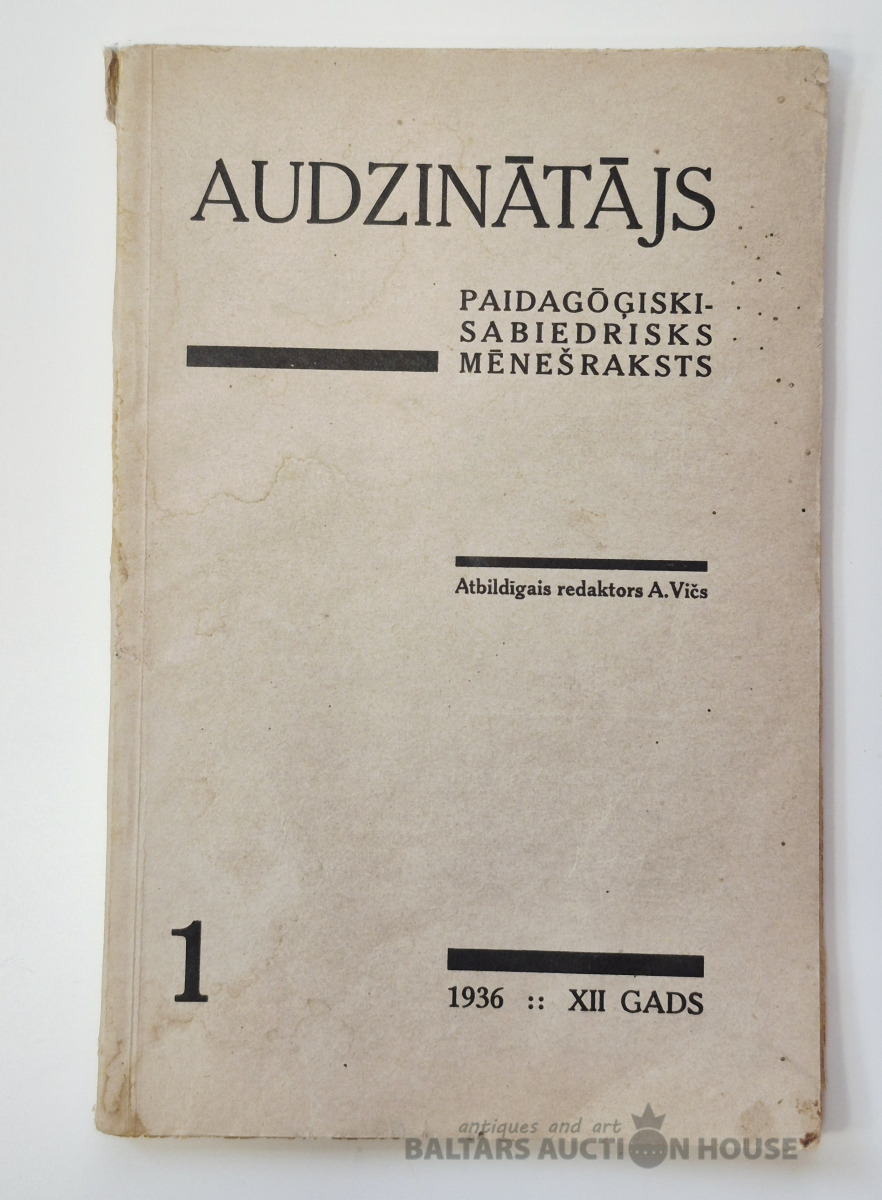 AUDZINĀTĀJS
PAIDAGŌĢISKI-
SABIEDRISKS
MĒNEŠRAKSTS
Atbildīgais redaktors A. Vičs
1
1936 :: XII GADS
antiques and art
BALTARS AUCTION HOUSE